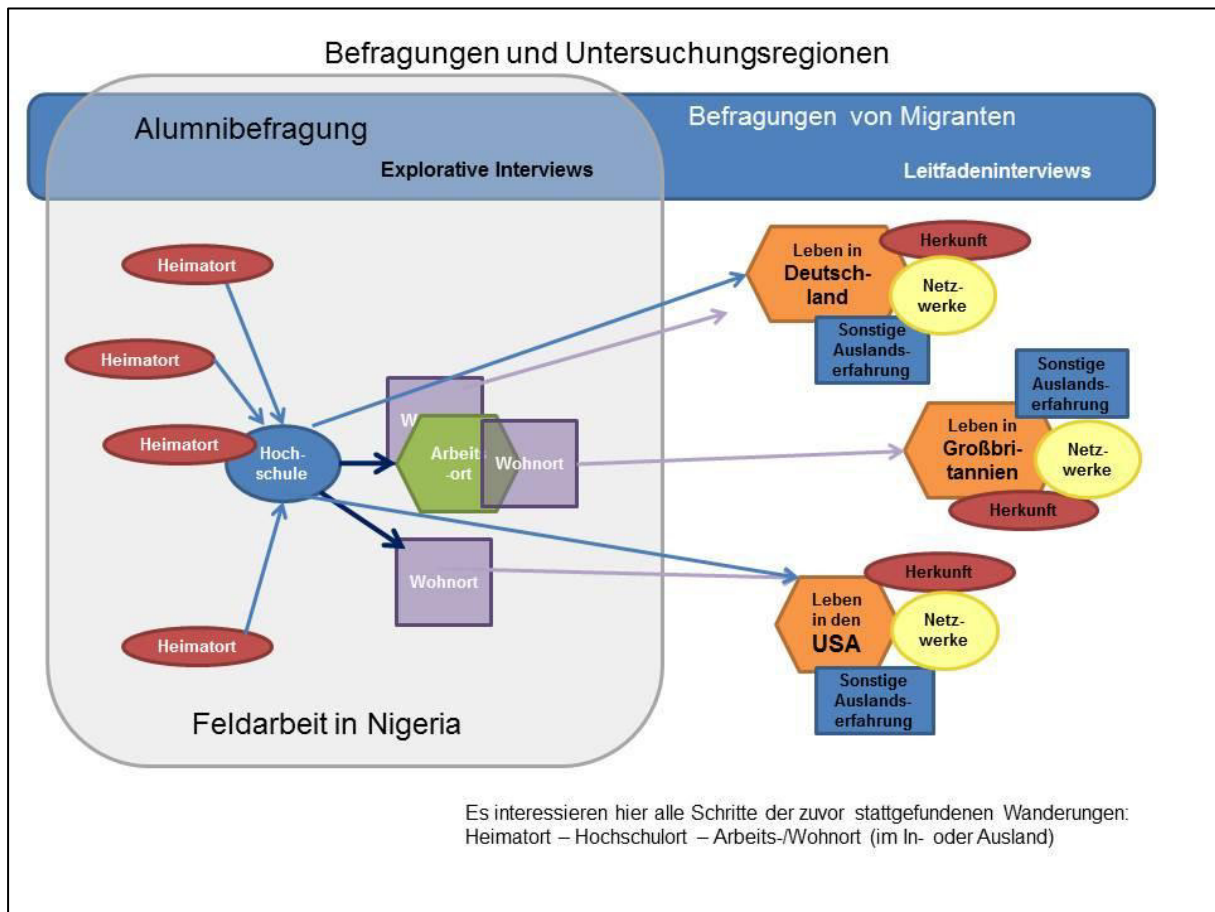 Befragungen und Untersuchungsregionen
Alumnibefragung
Befragungen von Migranten
Explorative Interviews
Leitfadeninterviews
Heimatort
Heimatort
Heimatort
Heimatort
Hoch-
schule
Arbeits
-ort
Wohnort
Wohnort
Leben in
Deutsch-
land
Herkunft
Netz-
werke
Sonstige
Auslands-
erfahrung
Sonstige
Auslands-
erfahrung
Leben in
Großbri-
tannien
Netz-
werke
Herkunft
Herkunft
Leben
in den
USA
Netz-
werke
Sonstige
Auslands-
erfahrung
Feldarbeit in Nigeria
Es interessieren hier alle Schritte der zuvor stattgefundenen Wanderungen:
Heimatort – Hochschulort – Arbeits-/Wohnort (im In- oder Ausland)